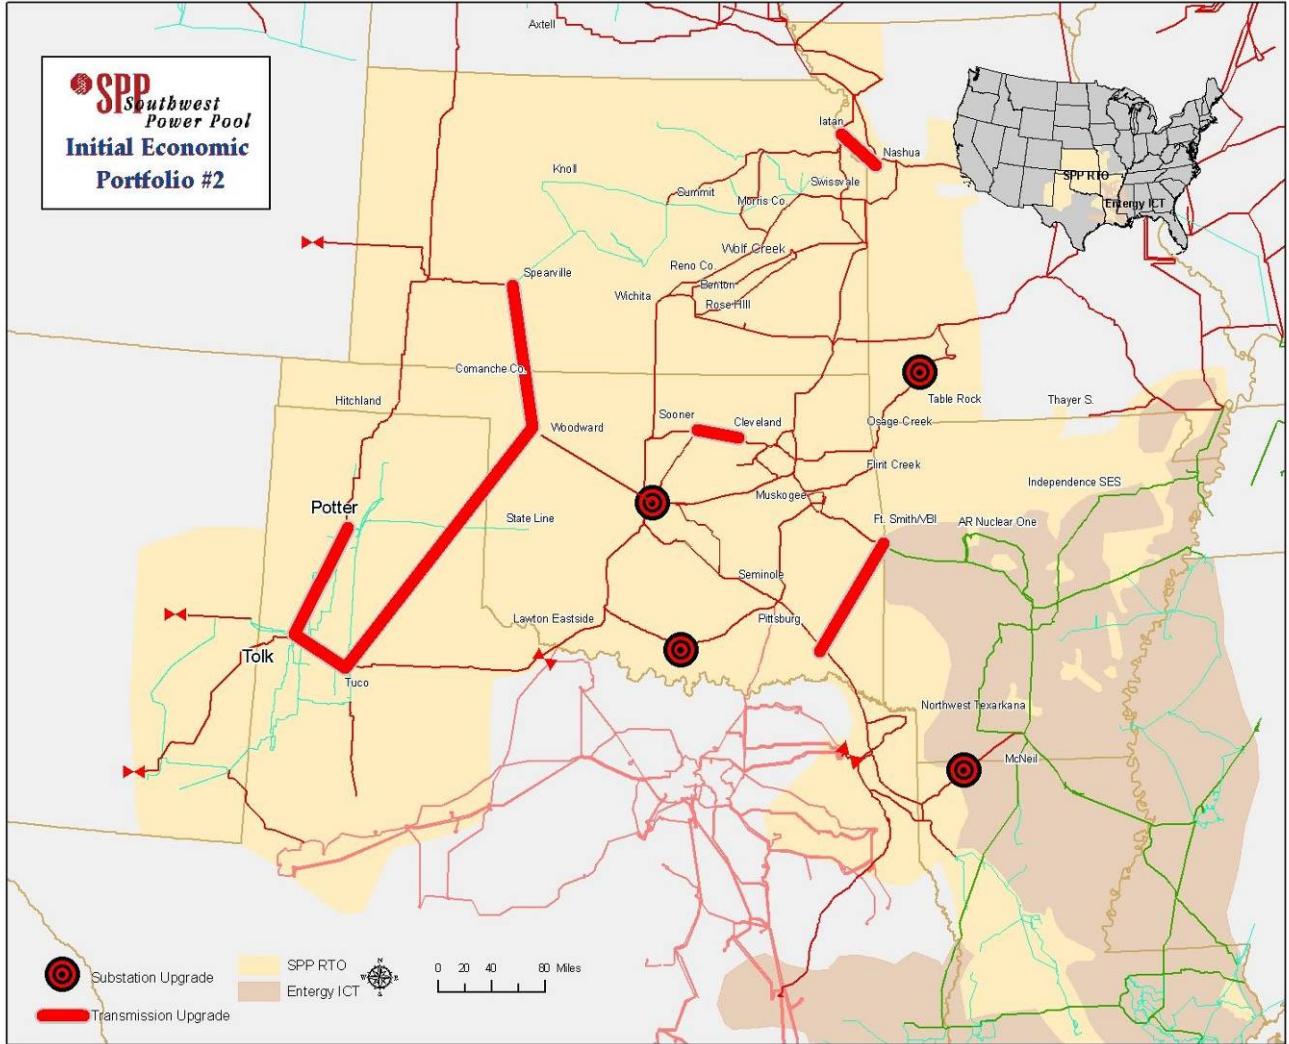 Axtell
SPP
Southwest
Power Pool
Initial Economic
Portfolio #2
Iatan
Nashua
Knoll
Swissvale
Summit
Morris Co.
SPP RTO
Entergy ICT
Wolf Creek
Reno Co.
Spearville
Benton
Wichita
Rose Hill
Comanche Co.
Hitchland
Table Rock
Thayer S.
Sooner
Cleveland
Osage Creek
Woodward
Flint Creek
Independence SES
Muskogee
Potter
State Line
Ft. Smith/VBI
AR Nuclear One
Seminole
Lawton Eastside
Pittsburg
Tolk
Tuco
Northwest Texarkana
McNeil
Substation Upgrade
Transmission Upgrade
SPP RTO
Entergy ICT
N
W E
S
0 20 40 80 Miles